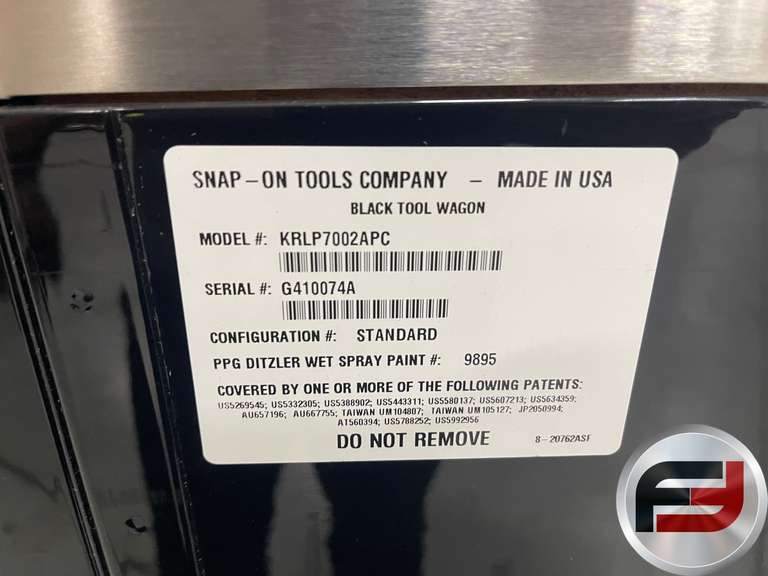 SNAP-ON TOOLS COMPANY - MADE IN USA
BLACK TOOL WAGON
MODEL #: KRLP7002APC
SERIAL #: G410074A
CONFIGURATION #: STANDARD
PPG DITZLER WET SPRAY PAINT #: 9895
COVERED BY ONE OR MORE OF THE FOLLOWING PATENTS:
US5269545; US5332305; US5388902; US5443311; US5580137; US5607213; US5634359;
AU657196; AU667755; TAIWAN UM104807; TAIWAN UM105127; JP2050994;
AT560394; US5788252; US5992956
DO NOT REMOVE 8-20762ASF